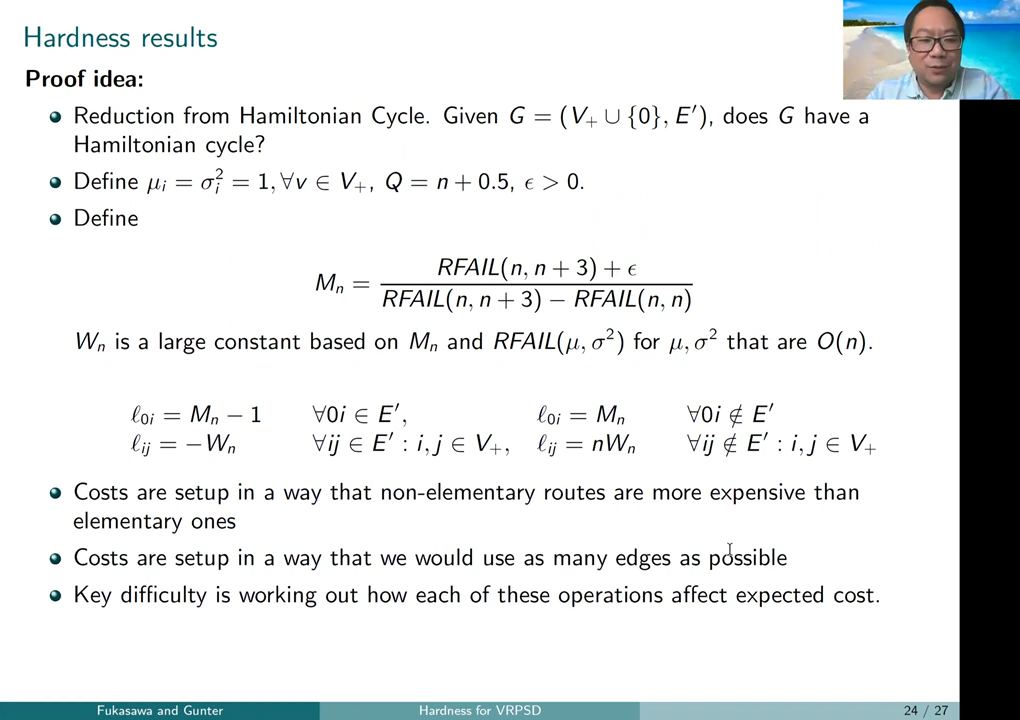 Hardness results
Proof idea:
Reduction from Hamiltonian Cycle. Given G = (V₊ ∪ {0}, E′), does G have a
Hamiltonian cycle?
Define μᵢ = σᵢ² = 1, ∀v ∈ V₊, Q = n + 0.5, ϵ > 0.
Define
Mₙ = RFAIL(n, n + 3) + ϵ
RFAIL(n, n + 3) − RFAIL(n, n)
Wₙ is a large constant based on Mₙ and RFAIL(μ, σ²) for μ, σ² that are O(n).
ℓ₀ᵢ = Mₙ − 1 ∀0i ∈ E′, ℓ₀ᵢ = Mₙ ∀0i ∉ E′
ℓᵢⱼ = −Wₙ ∀ij ∈ E′ : i, j ∈ V₊, ℓᵢⱼ = nWₙ ∀ij ∉ E′ : i, j ∈ V₊
Costs are setup in a way that non-elementary routes are more expensive than
elementary ones
Costs are setup in a way that we would use as many edges as possible
Key difficulty is working out how each of these operations affect expected cost.
Fukasawa and Gunter Hardness for VRPSD 24 / 27